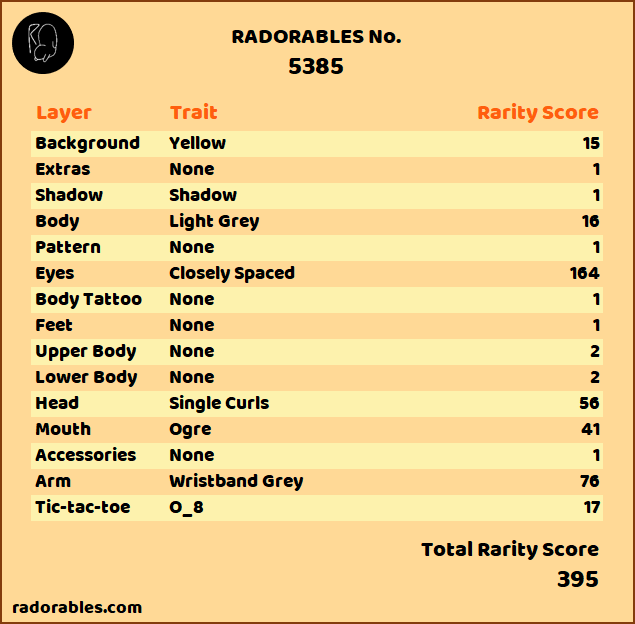 RADORABLES No.
5385
Layer Trait Rarity Score
Background Yellow 15
Extras None 1
Shadow Shadow 1
Body Light Grey 16
Pattern None 1
Eyes Closely Spaced 164
Body Tattoo None 1
Feet None 1
Upper Body None 2
Lower Body None 2
Head Single Curls 56
Mouth Ogre 41
Accessories None 1
Arm Wristband Grey 76
Tic-tac-toe O_8 17
Total Rarity Score
395
radorables.com